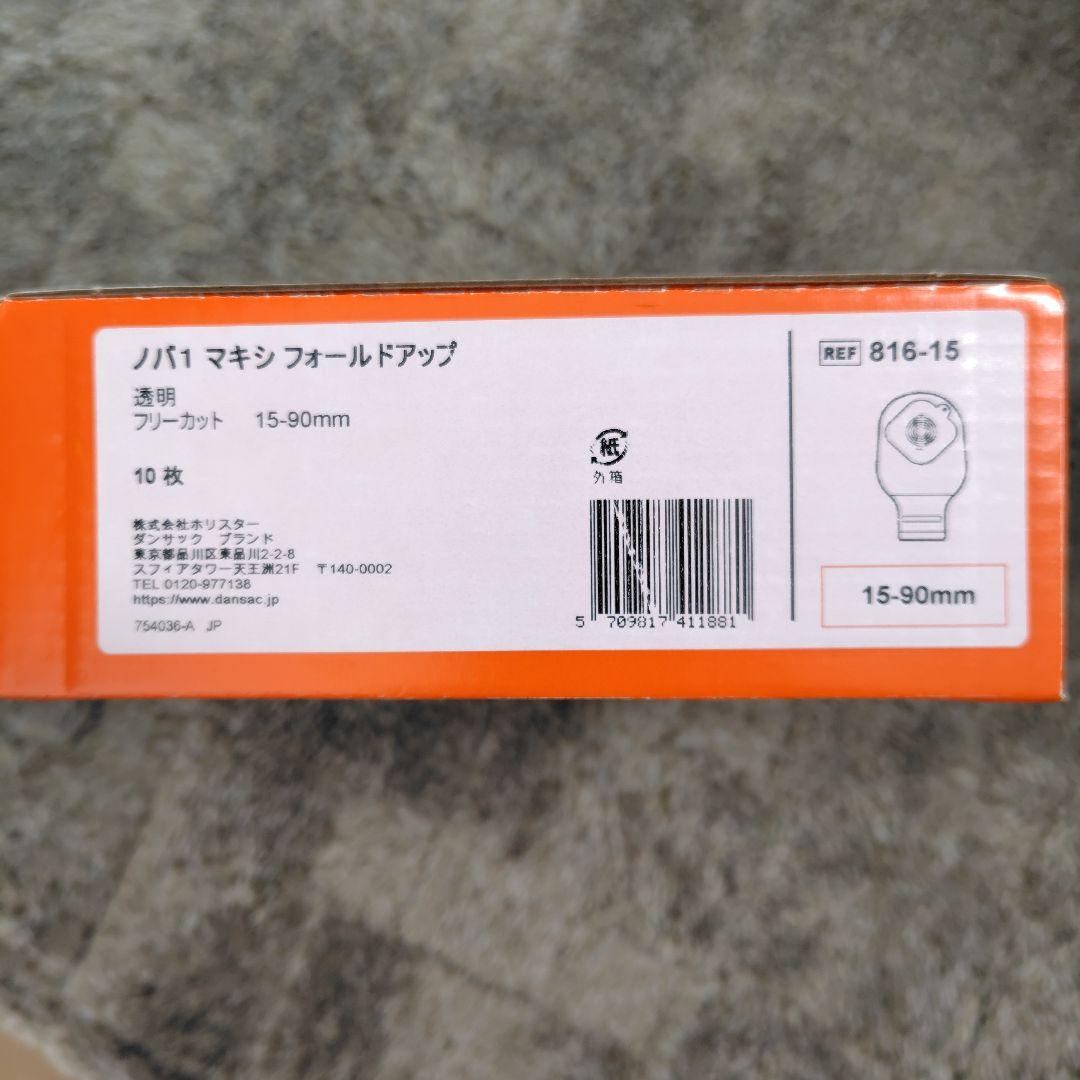 ノバ1 マキシ フォールドアップ
透明
フリーカット 15-90mm
10 枚
株式会社ホリスター
ダンサック ブランド
東京都品川区東品川2-2-8
スフィアタワー天王洲21F 〒140-0002
TEL 0120-977138
https://www.dansac.jp
754036-A JP
紙
外箱
5 709817 411881
REF 816-15
15-90mm